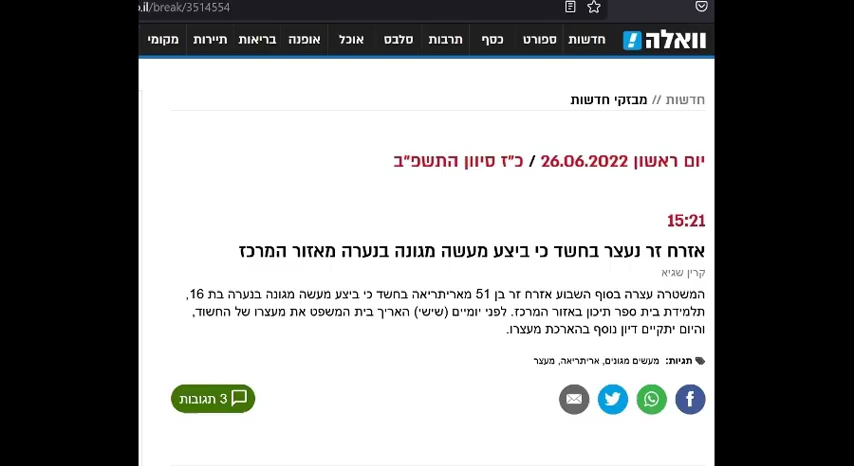 .il/break/3514554
וואלה!
חדשות ספורט כסף תרבות סלבס אוכל אופנה בריאות תיירות מקומי
חדשות // מבזקי חדשות
יום ראשון 26.06.2022 / כ"ז סיוון התשפ"ב
15:21
אזרח זר נעצר בחשד כי ביצע מעשה מגונה בנערה מאזור המרכז
קרין שגיא
המשטרה עצרה בסוף השבוע אזרח זר בן 51 מאריתריאה בחשד כי ביצע מעשה מגונה בנערה בת 16,
תלמידת בית ספר תיכון באזור המרכז. לפני יומיים (שישי) האריך בית המשפט את מעצרו של החשוד,
והיום יתקיים דיון נוסף בהארכת מעצרו.
תגיות: מעשים מגונים, אריתריאה, מעצר
3 תגובות